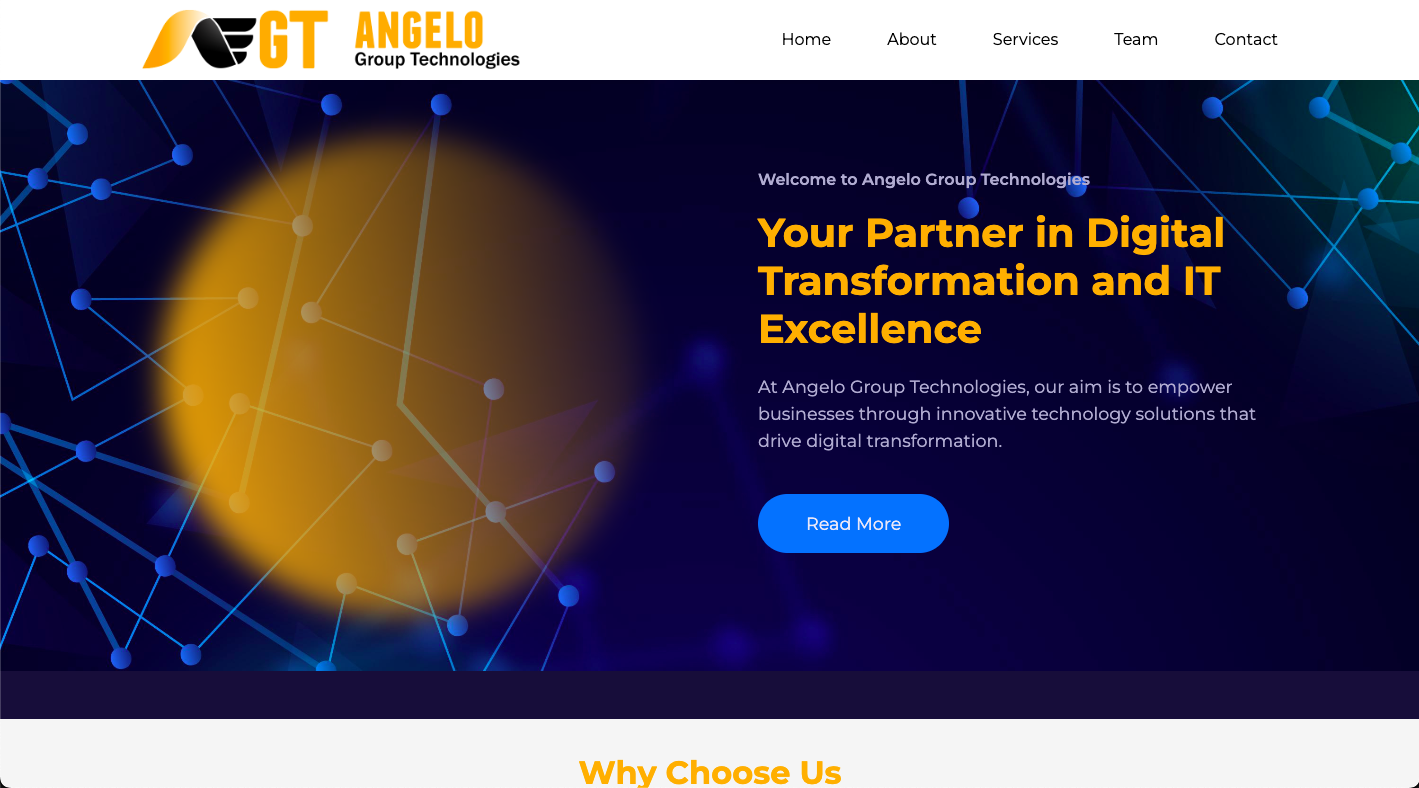 AEGT ANGELO
Group Technologies
Home About Services Team Contact
Welcome to Angelo Group Technologies
Your Partner in Digital
Transformation and IT
Excellence
At Angelo Group Technologies, our aim is to empower
businesses through innovative technology solutions that
drive digital transformation.
Read More
Why Choose Us